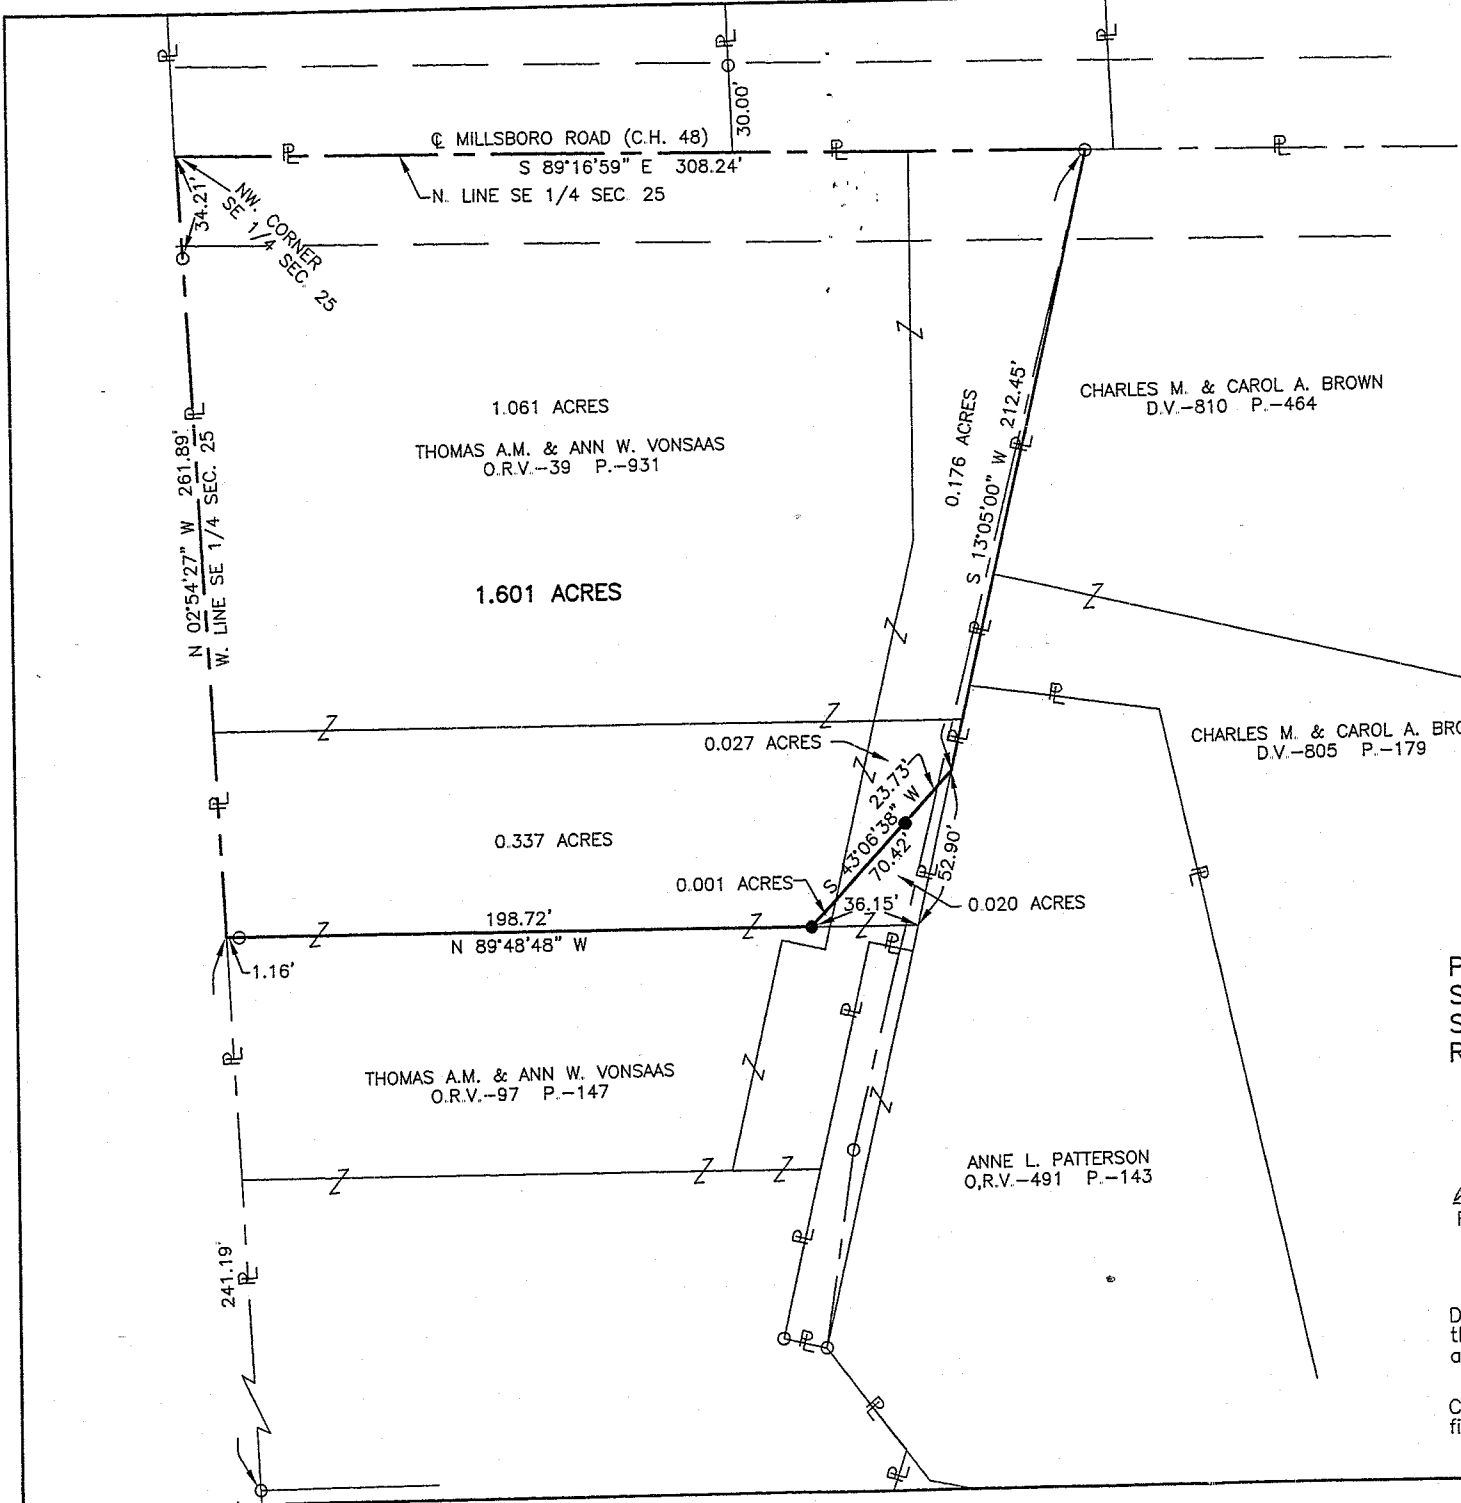 ℄ MILLSBORO ROAD (C.H. 48)
S 89°16'59" E 308.24'
N. LINE SE 1/4 SEC. 25
30.00'
34.21'
NW. CORNER
SE 1/4 SEC. 25
1.061 ACRES
THOMAS A.M. & ANN W. VONSAAS
O.R.V.-39 P.-931
1.601 ACRES
N 02°54'27" W 261.89'
W. LINE SE 1/4 SEC. 25
0.176 ACRES
S 13°05'00" W 212.45'
CHARLES M. & CAROL A. BROWN
D.V.-810 P.-464
CHARLES M. & CAROL A. BRO
D.V.-805 P.-179
0.027 ACRES
23.73'
S 43°06'38" W
70.42'
52.90'
0.337 ACRES
0.001 ACRES
36.15'
0.020 ACRES
198.72'
N 89°48'48" W
1.16'
THOMAS A.M. & ANN W. VONSAAS
O.R.V.-97 P.-147
ANNE L. PATTERSON
O,R.V.-491 P.-143
241.19'
P
S
S
R
D
th
a
C
fi